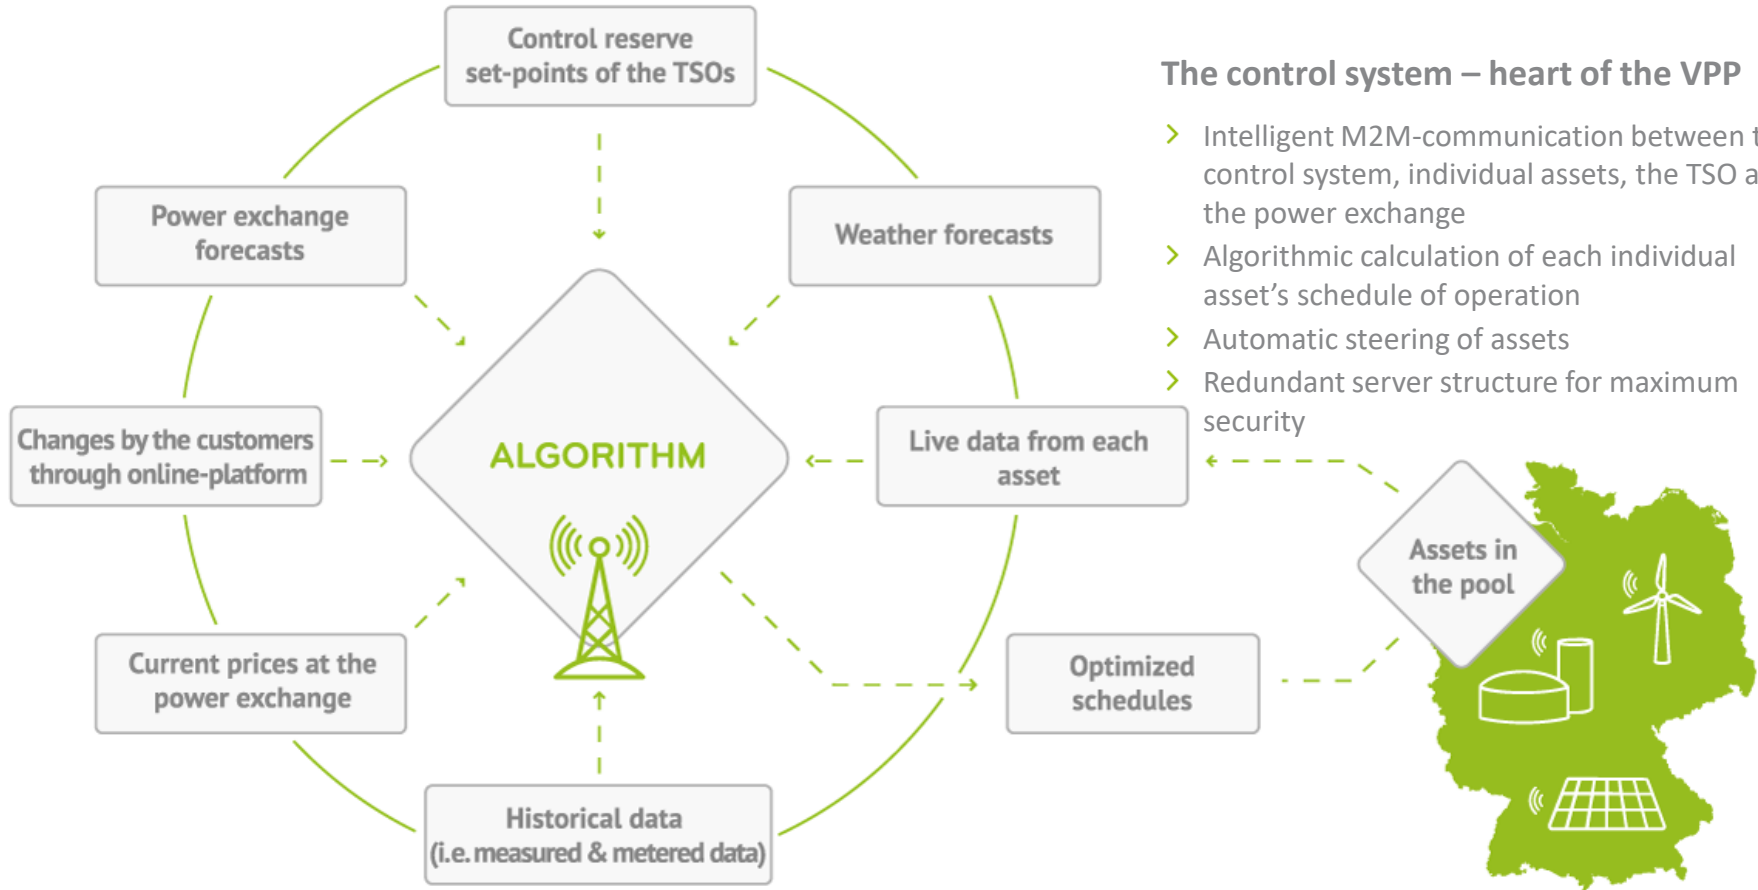 Control reserve
set-points of the TSOs
The control system – heart of the VPP
Intelligent M2M-communication between
control system, individual assets, the TSO
the power exchange
Algorithmic calculation of each individual
asset's schedule of operation
Automatic steering of assets
Redundant server structure for maximum
security
Power exchange
forecasts
Weather forecasts
Changes by the customers
through online-platform
ALGORITHM
Live data from each
asset
Assets in
the pool
Current prices at the
power exchange
Optimized
schedules
Historical data
(i.e. measured & metered data)